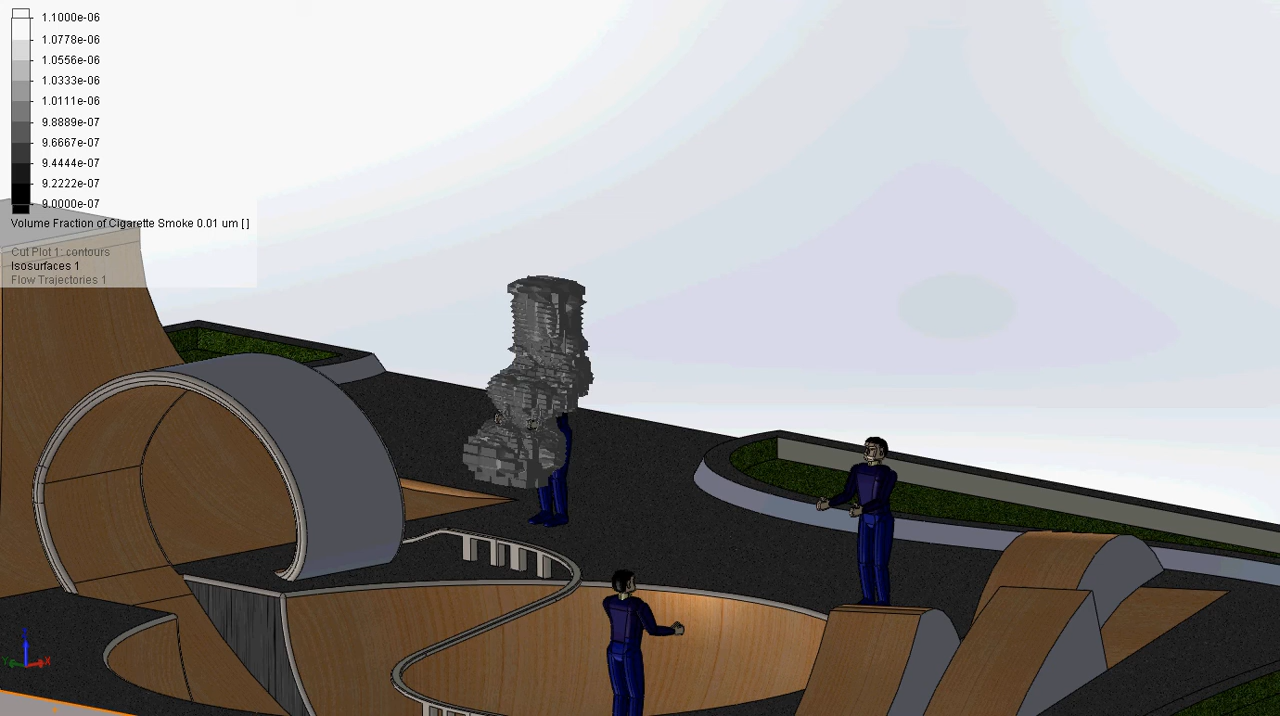 1.1000e-06
1.0778e-06
1.0556e-06
1.0333e-06
1.0111e-06
9.8889e-07
9.6667e-07
9.4444e-07
9.2222e-07
9.0000e-07
Volume Fraction of Cigarette Smoke 0.01 um [ ]
Cut Plot 1: contours
Isosurfaces 1
Flow Trajectories 1
Z
Y
X